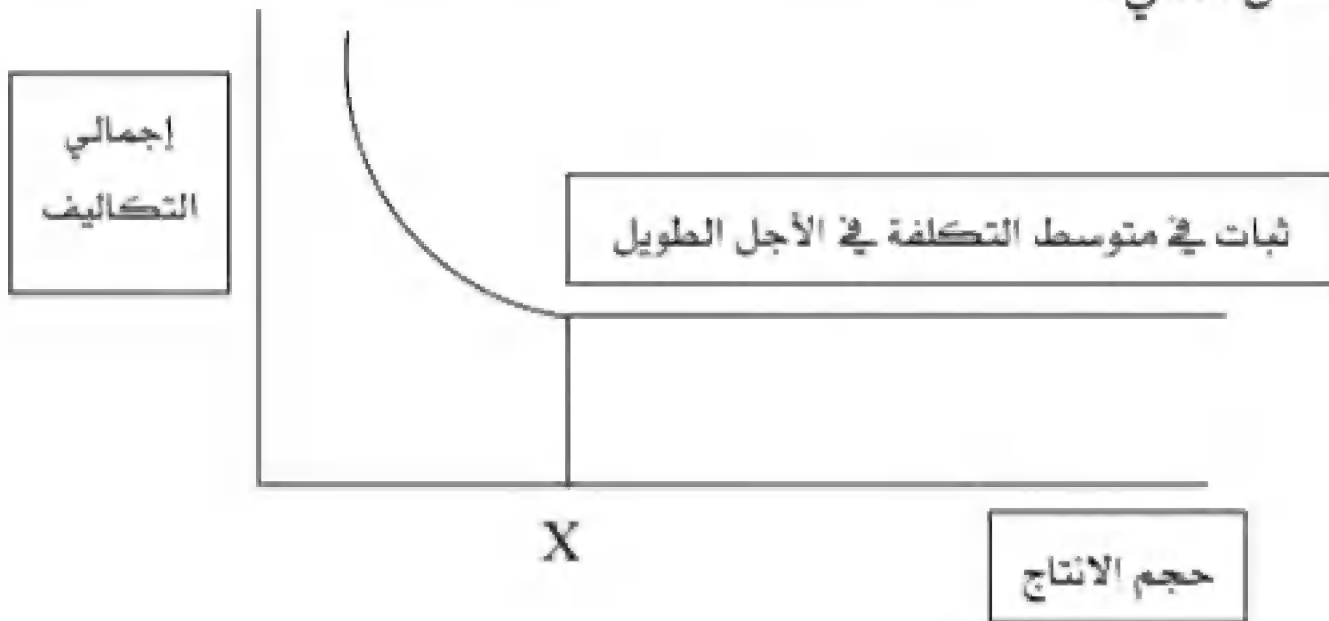 إجمالي
التكاليف
ثبات في متوسط التكلفة في الأجل الطويل
X
حجم الانتاج